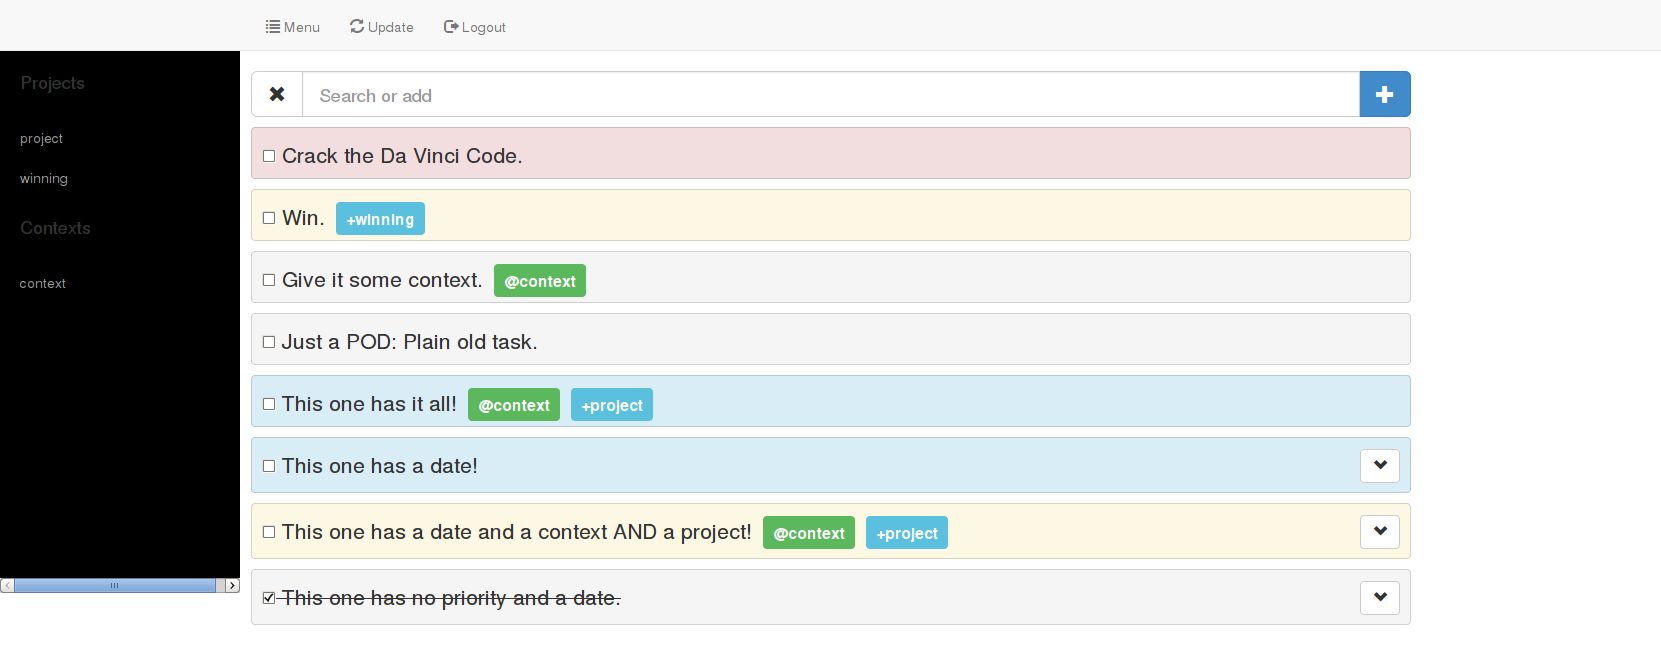 Menu Update Logout
Projects
project
winning
Contexts
context
Search or add
Crack the Da Vinci Code.
Win. +winning
Give it some context. @context
Just a POD: Plain old task.
This one has it all! @context +project
This one has a date!
This one has a date and a context AND a project! @context +project
This one has no priority and a date.